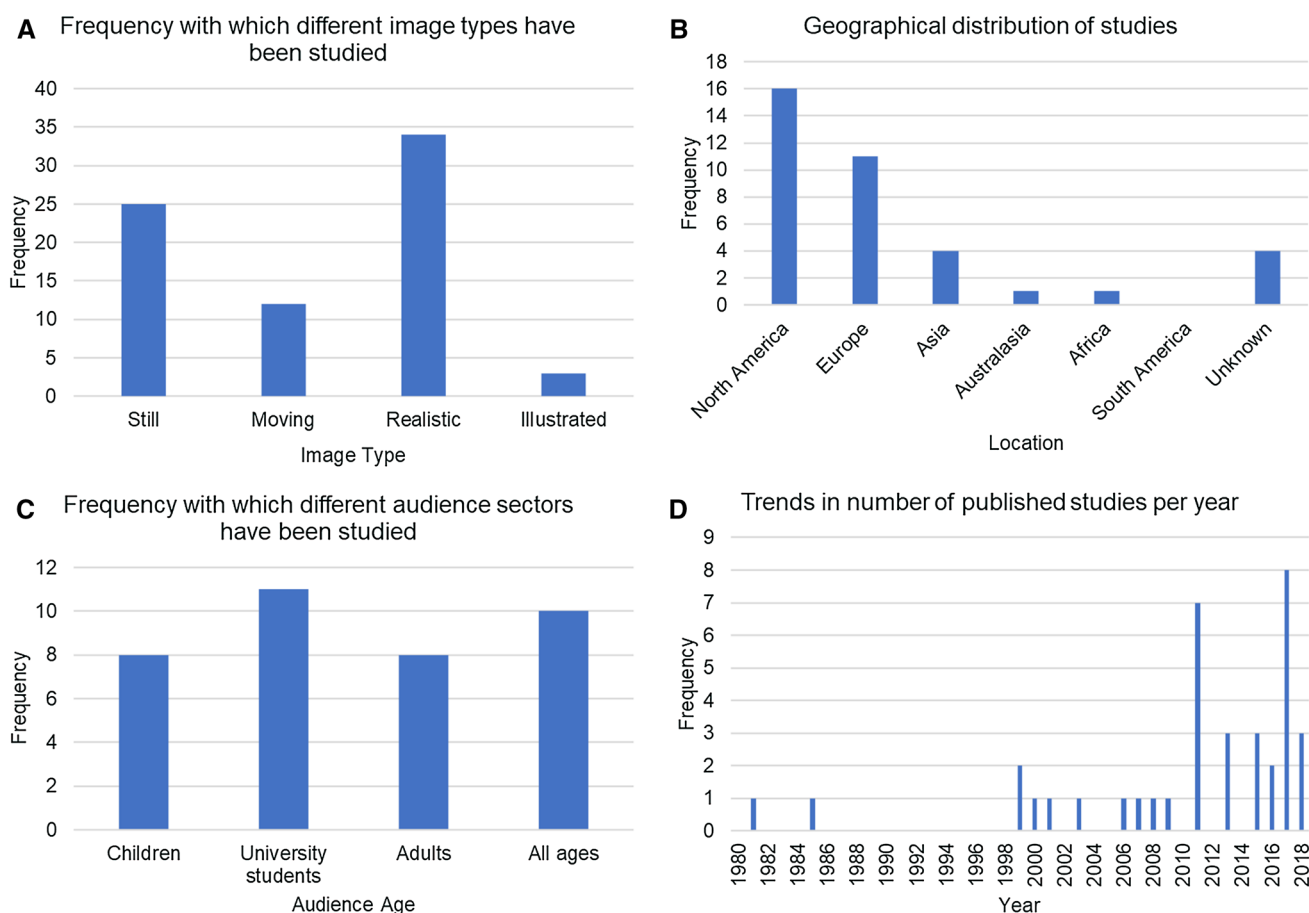 A Frequency with which different image types have
been studied
40
35
30
25
20
15
10
5
0
Frequency
Still Moving Realistic Illustrated
Image Type
B Geographical distribution of studies
18
16
14
12
10
8
6
4
2
0
Frequency
North America Europe Asia Australasia Africa South America Unknown
Location
C Frequency with which different audience sectors
have been studied
12
10
8
6
4
2
0
Frequency
Children University Adults All ages
students
Audience Age
D Trends in number of published studies per year
9
8
7
6
5
4
3
2
1
0
Frequency
1980 1982 1984 1986 1988 1990 1992 1994 1996 1998 2000 2002 2004 2006 2008 2010 2012 2014 2016 2018
Year